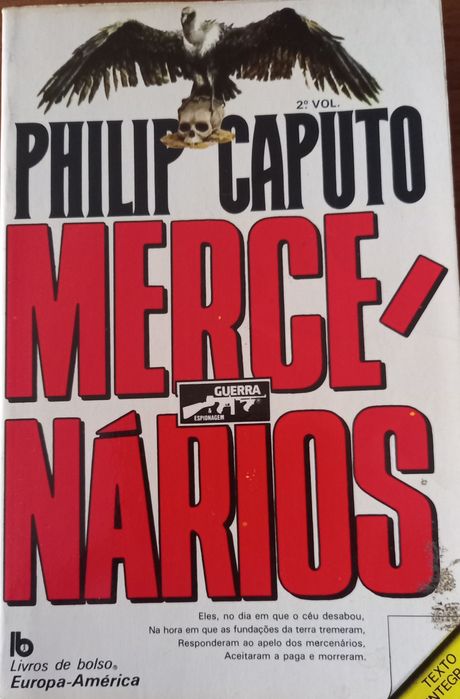 2.º VOL.
PHILIP CAPUTO
MERCE-
NÁRIOS
GUERRA
& ESPIONAGEM
Eles, no dia em que o céu desabou,
Na hora em que as fundações da terra tremeram,
Responderam ao apelo dos mercenários,
Aceitaram a paga e morreram.
lb
Livros de bolso
Europa-América
TEXTO
INTEGR